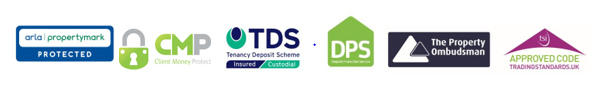 arla | propertymark
PROTECTED
CMP
Client Money Protect
TDS
Tenancy Deposit Scheme
Insured Custodial
DPS
The Property
Ombudsman
tsi
APPROVED CODE
TRADINGSTANDARDS.UK